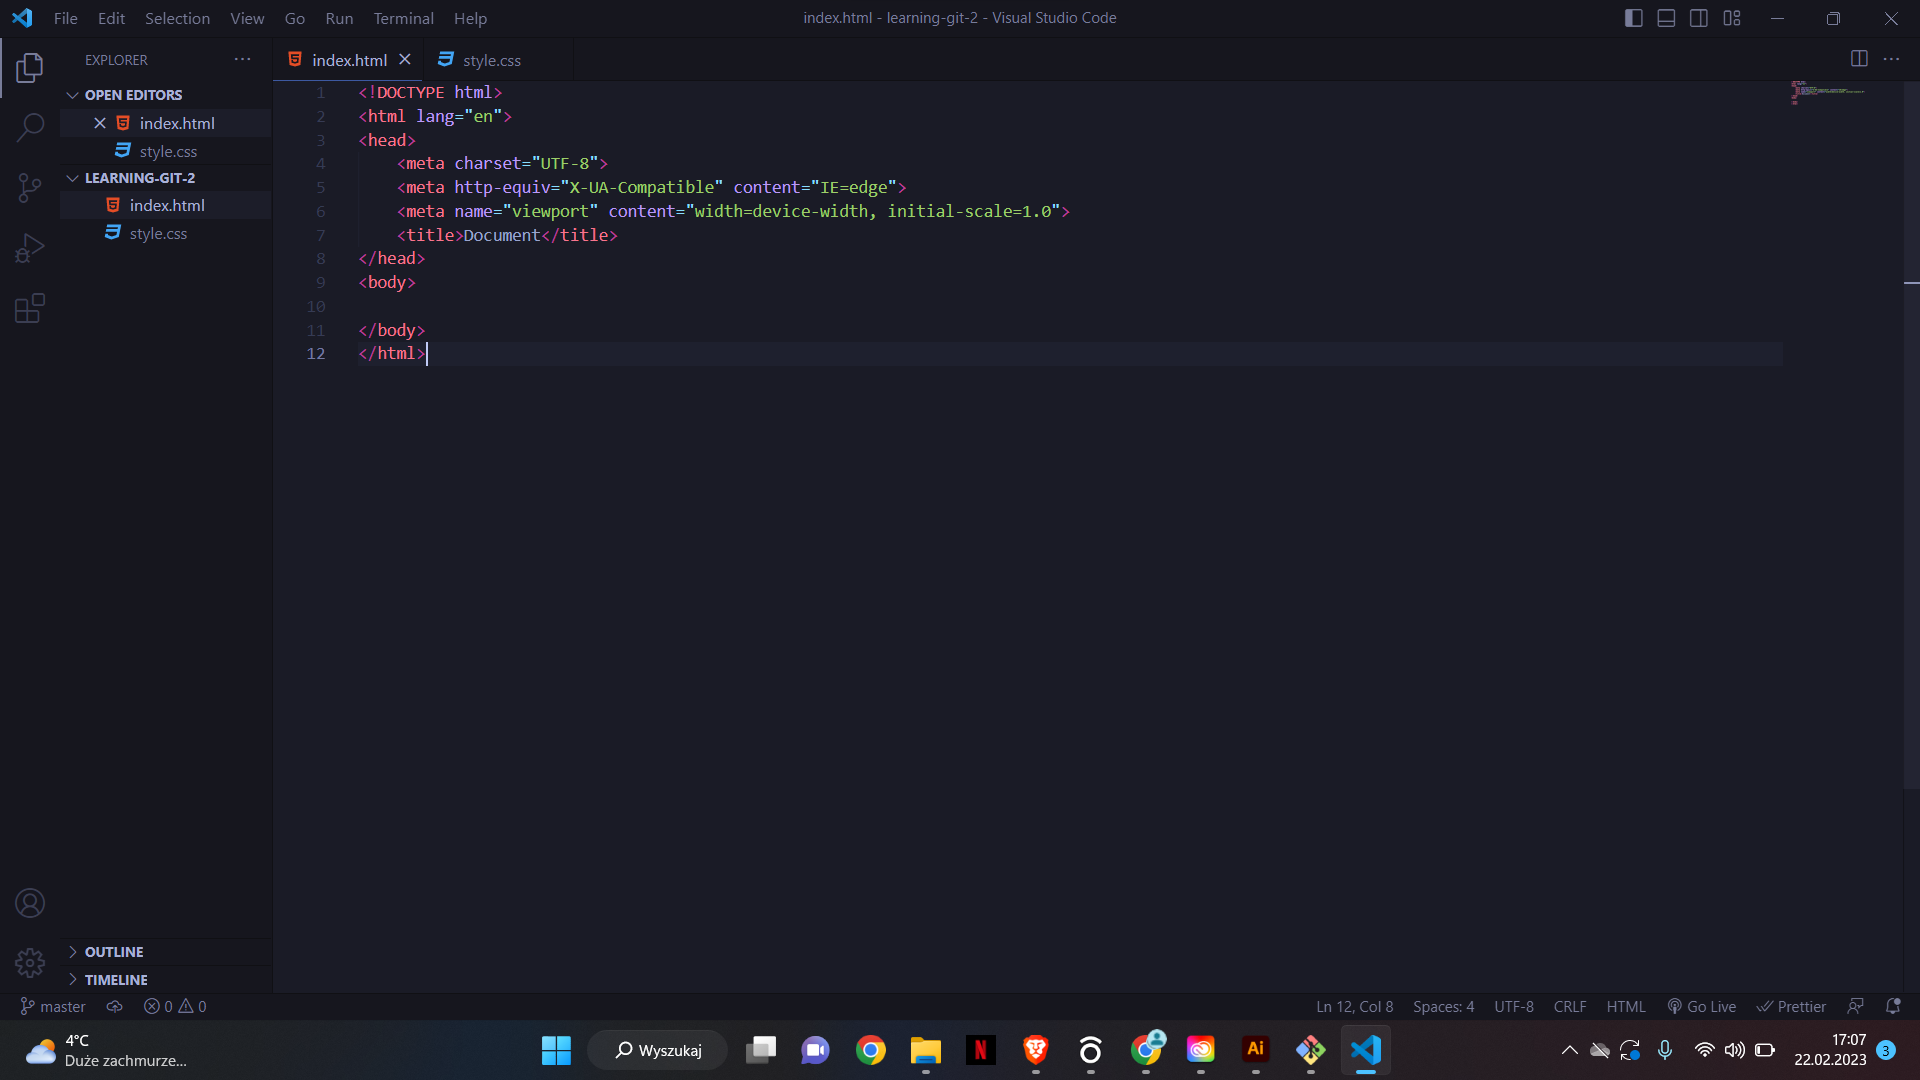 File Edit Selection View Go Run Terminal Help
index.html - learning-git-2 - Visual Studio Code
EXPLORER
OPEN EDITORS
index.html
style.css
LEARNING-GIT-2
index.html
style.css
OUTLINE
TIMELINE
index.html
style.css
1 <!DOCTYPE html>
2 <html lang="en">
3 <head>
4 <meta charset="UTF-8">
5 <meta http-equiv="X-UA-Compatible" content="IE=edge">
6 <meta name="viewport" content="width=device-width, initial-scale=1.0">
7 <title>Document</title>
8 </head>
9 <body>
10
11 </body>
12 </html>
master 0 0
Ln 12, Col 8 Spaces: 4 UTF-8 CRLF HTML Go Live Prettier
4°C
Duże zachmurze...
Wyszukaj
N
Ai
17:07
22.02.2023
3